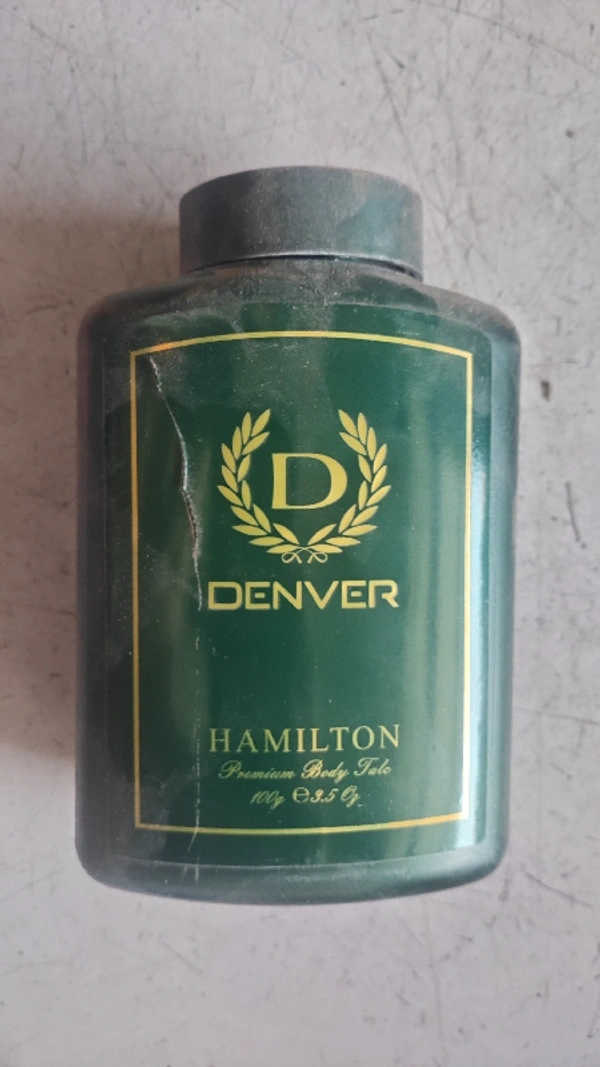 D
DENVER
HAMILTON
Premium Body Talc
100g ℮ 3.5 Oz